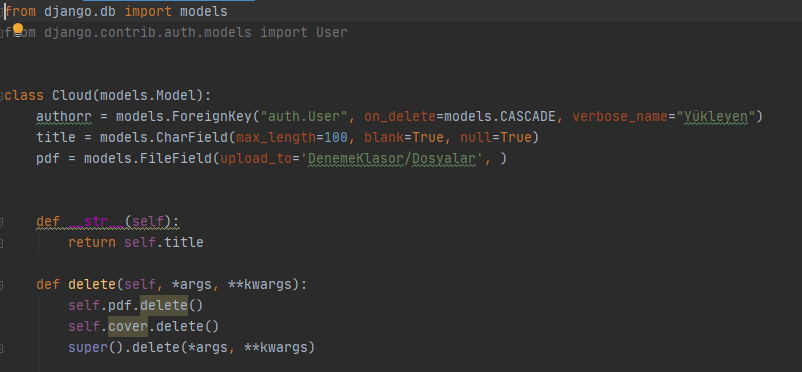 from django.db import models
from django.contrib.auth.models import User
class Cloud(models.Model):
authorr = models.ForeignKey("auth.User", on_delete=models.CASCADE, verbose_name="Yükleyen")
title = models.CharField(max_length=100, blank=True, null=True)
pdf = models.FileField(upload_to='DenemeKlasor/Dosyalar', )
def __str__(self):
return self.title
def delete(self, *args, **kwargs):
self.pdf.delete()
self.cover.delete()
super().delete(*args, **kwargs)